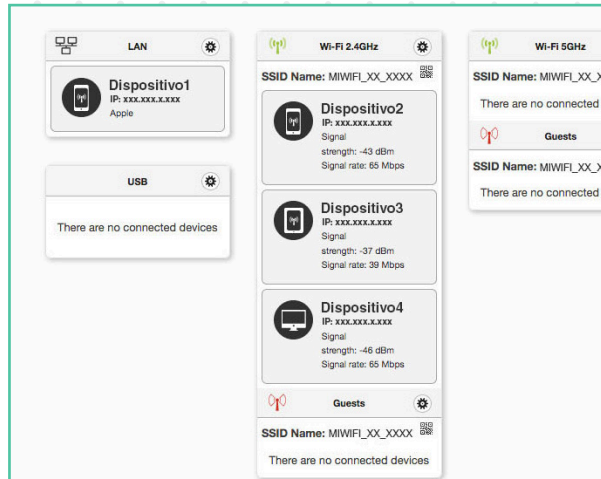 LAN
Dispositivo1
IP: xxx.xxx.x.xxx
Apple
USB
There are no connected devices
Wi-Fi 2.4GHz
SSID Name: MIWIFI_XX_XXXX
Dispositivo2
IP: xxx.xxx.x.xxx
Signal
strength: -43 dBm
Signal rate: 65 Mbps
Dispositivo3
IP: xxx.xxx.x.xxx
Signal
strength: -37 dBm
Signal rate: 39 Mbps
Dispositivo4
IP: xxx.xxx.x.xxx
Signal
strength: -46 dBm
Signal rate: 65 Mbps
Guests
SSID Name: MIWIFI_XX_XXXX
There are no connected devices
Wi-Fi 5GHz
SSID Name: MIWIFI_XX_X
There are no connected
Guests
SSID Name: MIWIFI_XX_X
There are no connected